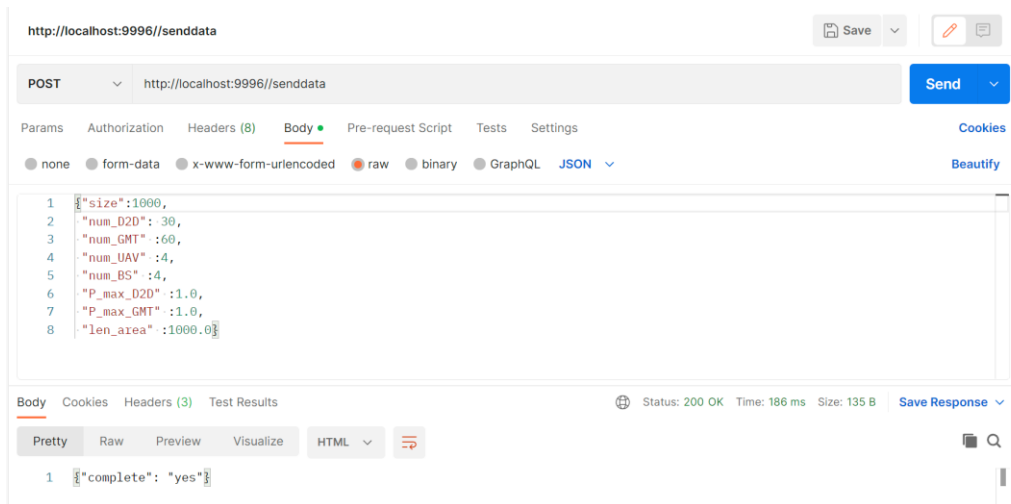 http://localhost:9996//senddata
Save
POST http://localhost:9996//senddata Send
Params Authorization Headers (8) Body Pre-request Script Tests Settings Cookies
none form-data x-www-form-urlencoded raw binary GraphQL JSON Beautify
1 {"size":1000,
2 "num_D2D": 30,
3 "num_GMT" :60,
4 "num_UAV" :4,
5 "num_BS" :4,
6 "P_max_D2D" :1.0,
7 "P_max_GMT" :1.0,
8 "len_area" :1000.0}
Body Cookies Headers (3) Test Results Status: 200 OK Time: 186 ms Size: 135 B Save Response
Pretty Raw Preview Visualize HTML
1 {"complete": "yes"}